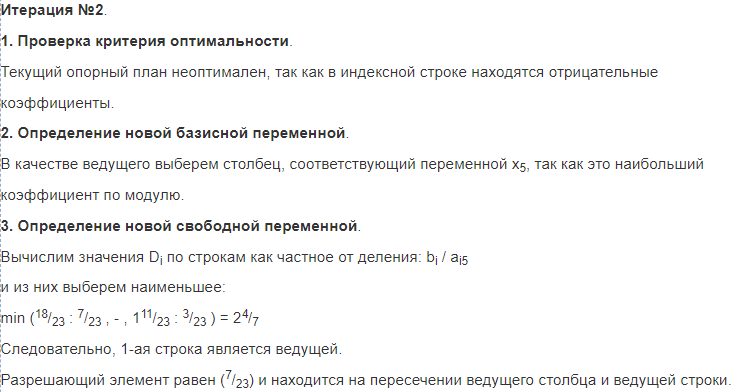 Итерация №2.
1. Проверка критерия оптимальности.
Текущий опорный план неоптимален, так как в индексной строке находятся отрицательные
коэффициенты.
2. Определение новой базисной переменной.
В качестве ведущего выберем столбец, соответствующий переменной x₅, так как это наибольший
коэффициент по модулю.
3. Определение новой свободной переменной.
Вычислим значения Dᵢ по строкам как частное от деления: bᵢ / aᵢ₅
и из них выберем наименьшее:
min (¹⁸/₂₃ : ⁷/₂₃ , - , 1¹¹/₂₃ : ³/₂₃ ) = 2⁴/₇
Следовательно, 1-ая строка является ведущей.
Разрешающий элемент равен (⁷/₂₃) и находится на пересечении ведущего столбца и ведущей строки.